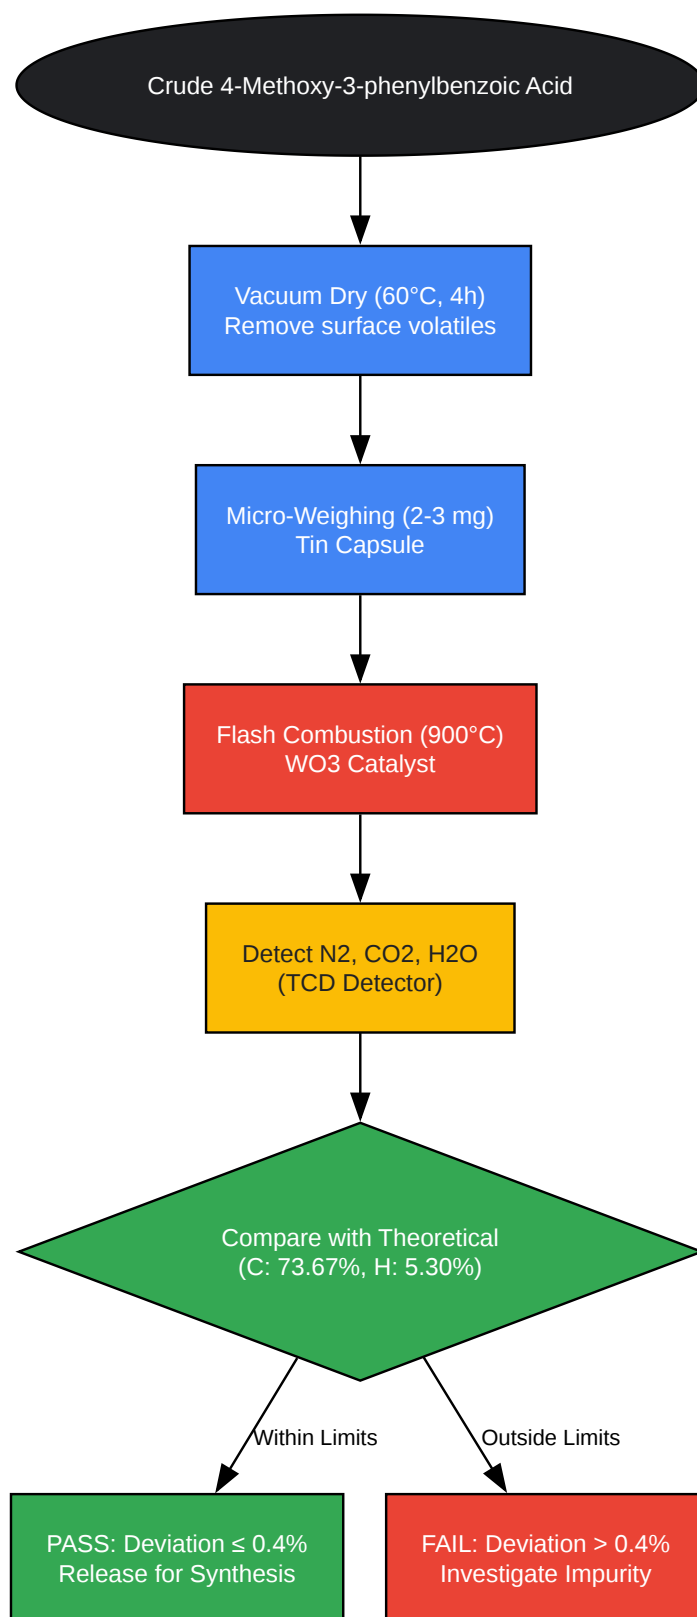 Crude 4-Methoxy-3-phenylbenzoic Acid
Vacuum Dry (60°C, 4h)
Remove surface volatiles
Micro-Weighing (2-3 mg)
Tin Capsule
Flash Combustion (900°C)
WO3 Catalyst
Detect N2, CO2, H2O
(TCD Detector)
Compare with Theoretical
(C: 73.67%, H: 5.30%)
Within Limits
Outside Limits
PASS: Deviation ≤ 0.4%
Release for Synthesis
FAIL: Deviation > 0.4%
Investigate Impurity